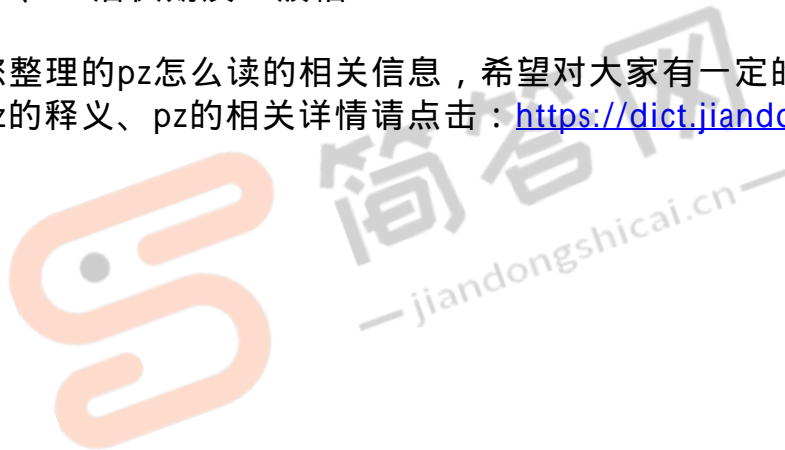 整理的pz怎么读的相关信息，希望对大家有一定的
的释义、pz的相关详情请点击：https://dict.jiando
简答网
jiandongshicai.cn